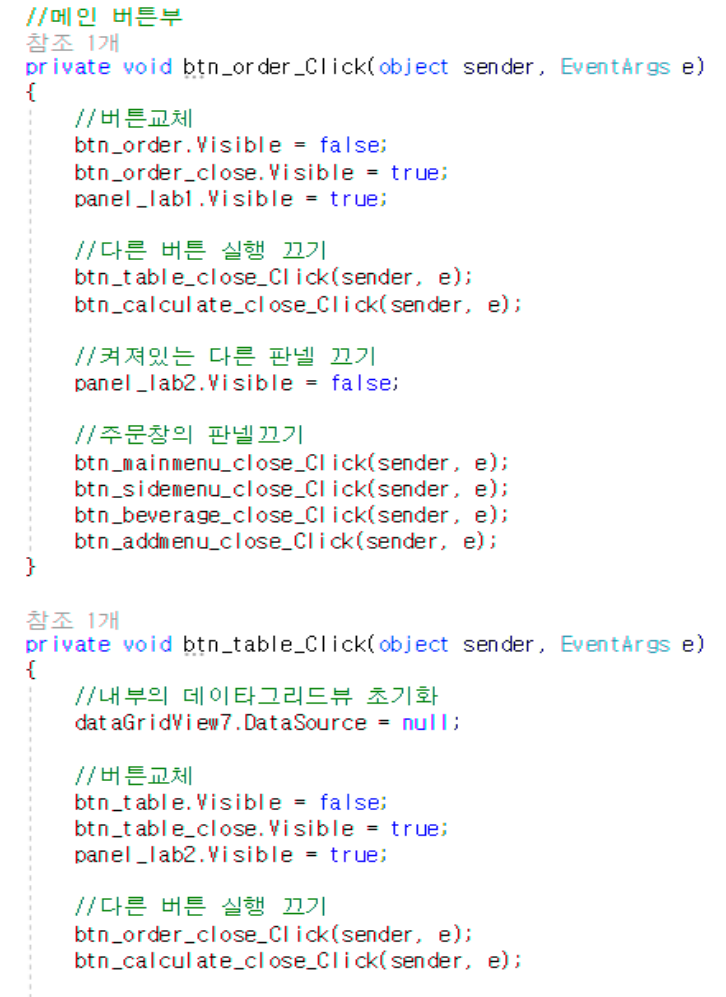 //메인 버튼부
참조 1개
private void btn_order_Click(object sender, EventArgs e)
{
//버튼교체
btn_order.Visible = false;
btn_order_close.Visible = true;
panel_lab1.Visible = true;
//다른 버튼 실행 끄기
btn_table_close_Click(sender, e);
btn_calculate_close_Click(sender, e);
//켜져있는 다른 판넬 끄기
panel_lab2.Visible = false;
//주문창의 판넬끄기
btn_mainmenu_close_Click(sender, e);
btn_sidemenu_close_Click(sender, e);
btn_beverage_close_Click(sender, e);
btn_addmenu_close_Click(sender, e);
}
참조 1개
private void btn_table_Click(object sender, EventArgs e)
{
//내부의 데이타그리드뷰 초기화
dataGridView7.DataSource = null;
//버튼교체
btn_table.Visible = false;
btn_table_close.Visible = true;
panel_lab2.Visible = true;
//다른 버튼 실행 끄기
btn_order_close_Click(sender, e);
btn_calculate_close_Click(sender, e);